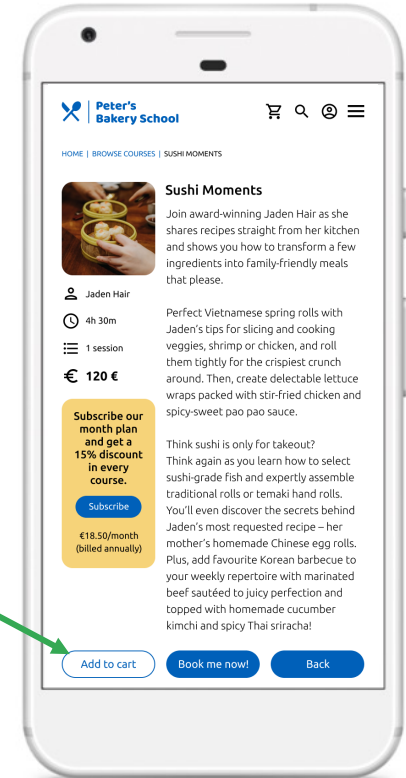 Peter's
Bakery School
HOME | BROWSE COURSES | SUSHI MOMENTS
Sushi Moments
Join award-winning Jaden Hair as she
shares recipes straight from her kitchen
and shows you how to transform a few
ingredients into family-friendly meals
that please.
Perfect Vietnamese spring rolls with
Jaden's tips for slicing and cooking
veggies, shrimp or chicken, and roll
them tightly for the crispiest crunch
around. Then, create delectable lettuce
wraps packed with stir-fried chicken and
spicy-sweet pao pao sauce.
Think sushi is only for takeout?
Think again as you learn how to select
sushi-grade fish and expertly assemble
traditional rolls or temaki hand rolls.
You'll even discover the secrets behind
Jaden's most requested recipe – her
mother's homemade Chinese egg rolls.
Plus, add favourite Korean barbecue to
your weekly repertoire with marinated
beef sautéed to juicy perfection and
topped with homemade cucumber
kimchi and spicy Thai sriracha!
Jaden Hair
4h 30m
1 session
€ 120 €
Subscribe our
month plan
and get a
15% discount
in every
course.
Subscribe
€18.50/month
(billed annually)
Add to cart
Book me now!
Back